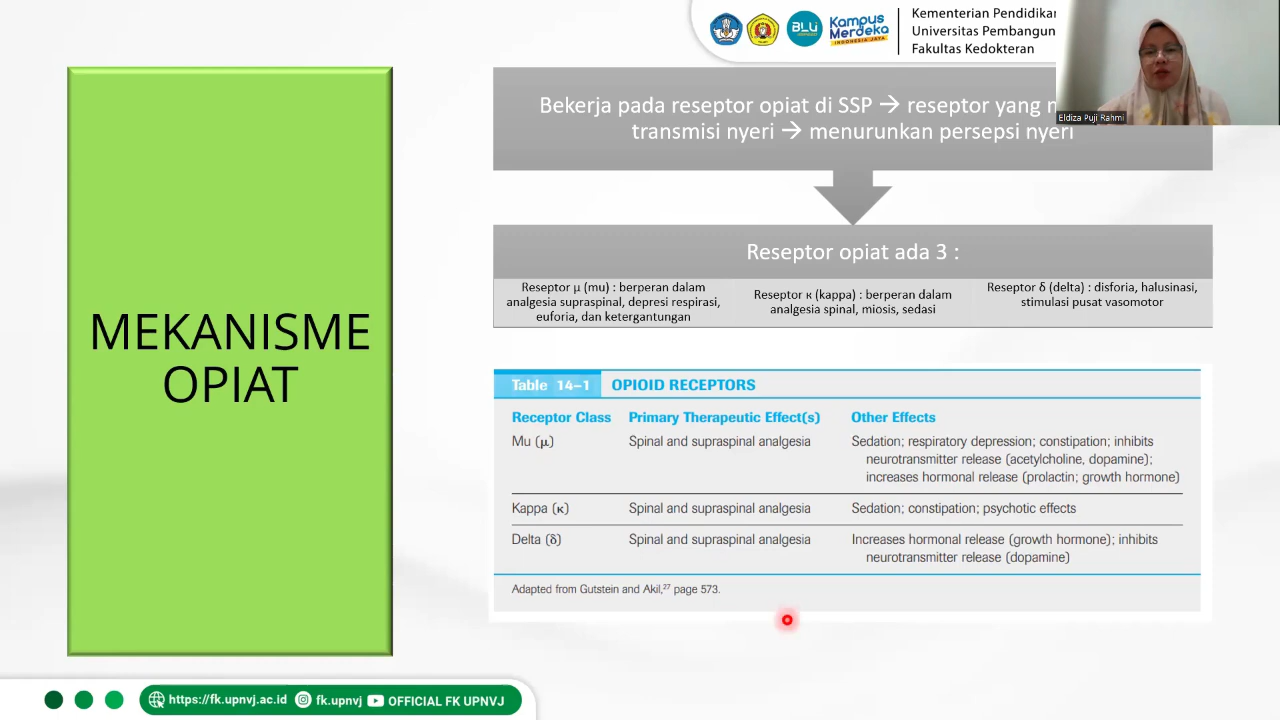 Kampus
Merdeka
INDONESIA JAYA
BLU
Kementerian Pendidikan
Universitas Pembangun
Fakultas Kedokteran
Eldiza Puji Rahmi
MEKANISME
OPIAT
Bekerja pada reseptor opiat di SSP → reseptor yang
transmisi nyeri → menurunkan persepsi nyeri
Reseptor opiat ada 3 :
Reseptor μ (mu) : berperan dalam
analgesia supraspinal, depresi respirasi,
euforia, dan ketergantungan
Reseptor κ (kappa) : berperan dalam
analgesia spinal, miosis, sedasi
Reseptor δ (delta) : disforia, halusinasi,
stimulasi pusat vasomotor
Table 14–1 OPIOID RECEPTORS
Receptor Class Primary Therapeutic Effect(s) Other Effects
Mu (μ) Spinal and supraspinal analgesia Sedation; respiratory depression; constipation; inhibits
neurotransmitter release (acetylcholine, dopamine);
increases hormonal release (prolactin; growth hormone)
Kappa (κ) Spinal and supraspinal analgesia Sedation; constipation; psychotic effects
Delta (δ) Spinal and supraspinal analgesia Increases hormonal release (growth hormone); inhibits
neurotransmitter release (dopamine)
Adapted from Gutstein and Akil,27 page 573.
https://fk.upnvj.ac.id fk.upnvj OFFICIAL FK UPNVJ